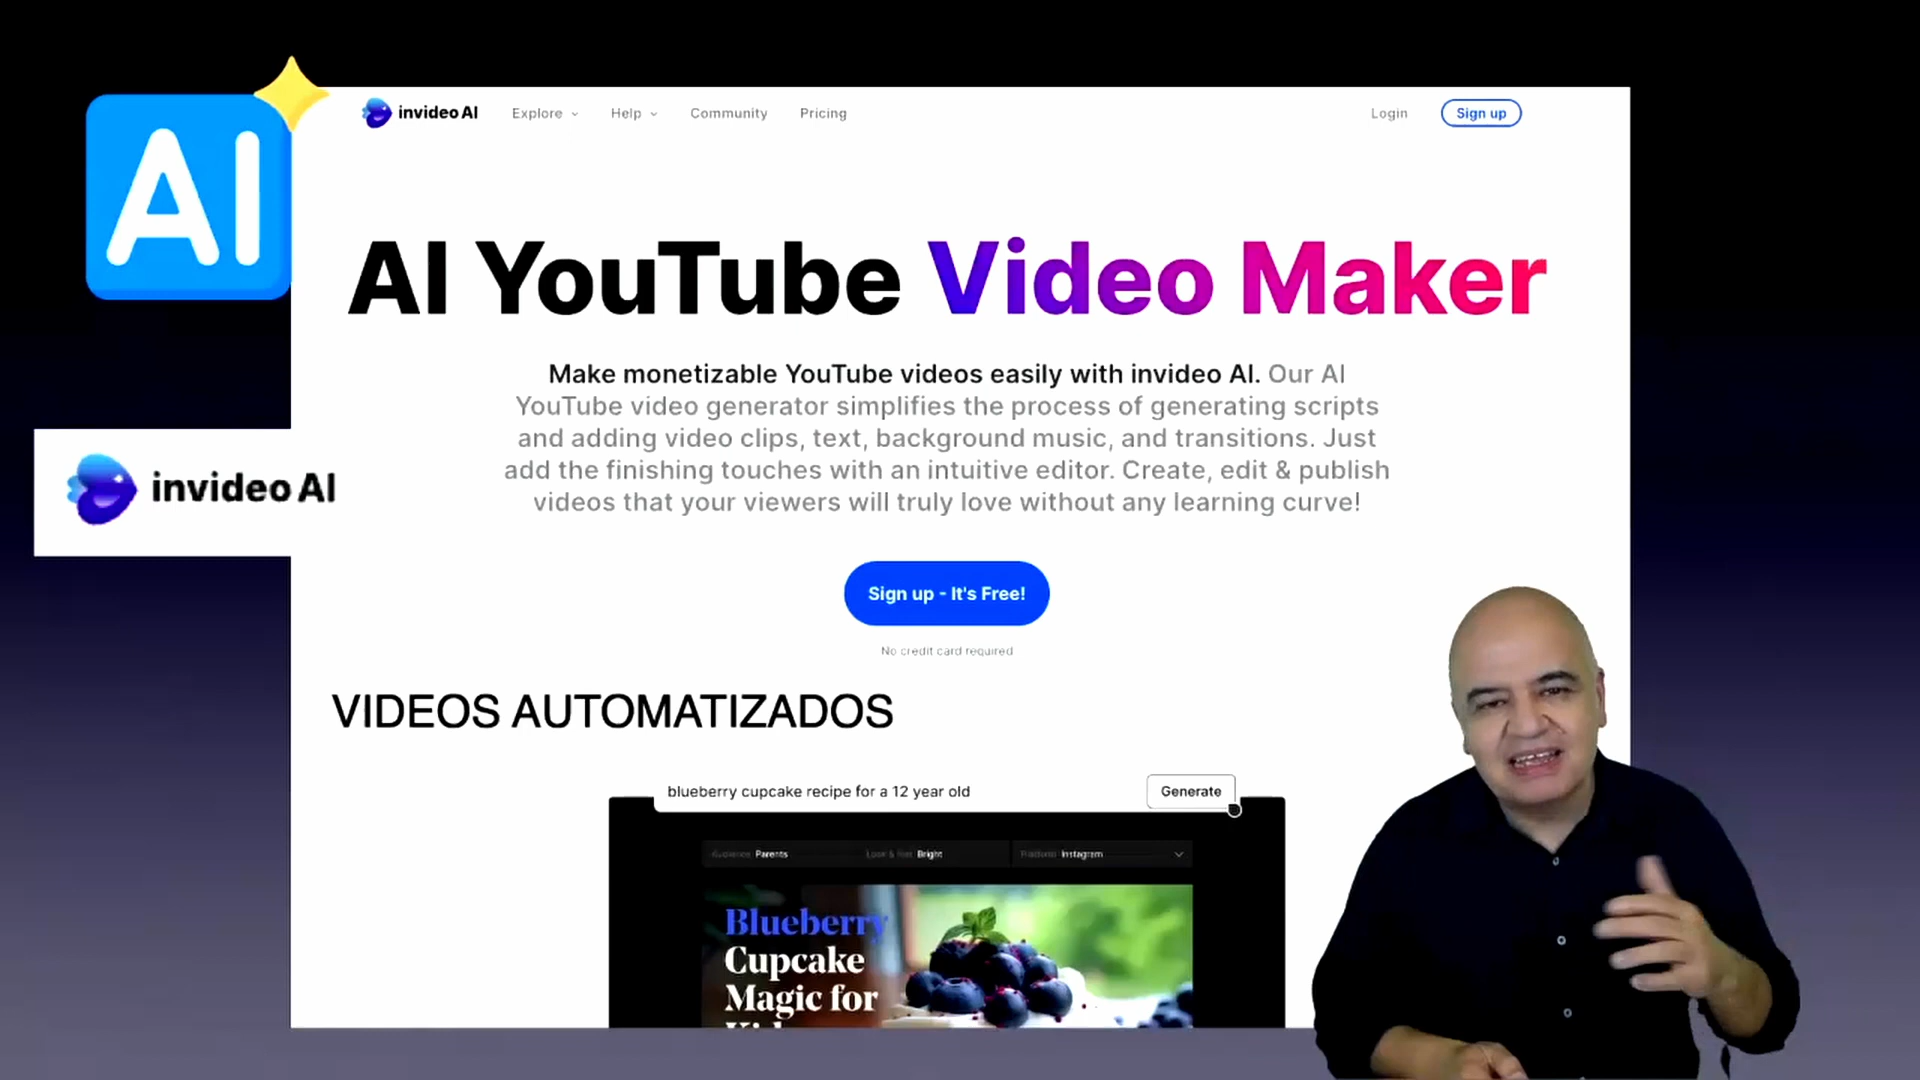 AI
invideo AI
Explore
Help
Community
Pricing
Login
Sign up
AI YouTube Video Maker
Make monetizable YouTube videos easily with invideo AI. Our AI
YouTube video generator simplifies the process of generating scripts
and adding video clips, text, background music, and transitions. Just
add the finishing touches with an intuitive editor. Create, edit & publish
videos that your viewers will truly love without any learning curve!
invideo AI
Sign up - It's Free!
No credit card required
VIDEOS AUTOMATIZADOS
blueberry cupcake recipe for a 12 year old
Generate
Audience Parents
Look & feel Bright
Platform Instagram
Blueberry
Cupcake
Magic for